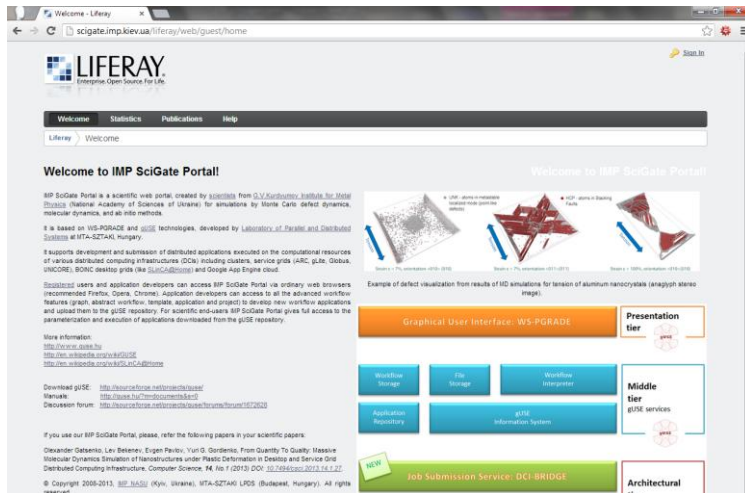 Welcome - Liferay
scigate.imp.kiev.ua/liferay/web/guest/home
LIFERAY.
Enterprise. Open Source. For Life.
Sign In
Welcome Statistics Publications Help
Liferay Welcome
Welcome to IMP SciGate Portal!
IMP SciGate Portal is a scientific web portal, created by scientists from G.V.Kurdyumov Institute for Metal
Physics (National Academy of Sciences of Ukraine) for simulations by Monte Carlo defect dynamics,
molecular dynamics, and ab initio methods.
It is based on WS-PGRADE and gUSE technologies, developed by Laboratory of Parallel and Distributed
Systems at MTA-SZTAKI, Hungary.
It supports development and submission of distributed applications executed on the computational resources
of various distributed computing infrastructures (DCIs) including clusters, service grids (ARC, gLite, Globus,
UNICORE), BOINC desktop grids (like SLinCA@Home) and Google App Engine cloud.
Registered users and application developers can access IMP SciGate Portal via ordinary web browsers
(recommended Firefox, Opera, Chrome). Application developers can access to all the advanced workflow
features (graph, abstract workflow, template, application and project) to develop new workflow applications
and upload them to the gUSE repository. For scientific end-users IMP SciGate Portal gives full access to the
parameterization and execution of applications downloaded from the gUSE repository.
More information:
http://www.guse.hu
http://en.wikipedia.org/wiki/GUSE
http://en.wikipedia.org/wiki/SLinCA@Home
Download gUSE: http://sourceforge.net/projects/guse/
Manuals: http://guse.hu/?m=documents&s=0
Discussion forum: http://sourceforge.net/projects/guse/forums/forum/1672620
If you use our IMP SciGate Portal, please, refer the following papers in your scientific papers:
Olexander Gatsenko, Lev Bekenev, Evgen Pavlov, Yuri G. Gordienko, From Quantity To Quality: Massive
Molecular Dynamics Simulation of Nanostructures under Plastic Deformation in Desktop and Service Grid
Distributed Computing Infrastructure, Computer Science, 14, No.1 (2013) DOI: 10.7494/csci.2013.14.1.27.
© Copyright 2008-2013, IMP NASU (Kyiv, Ukraine), MTA-SZTAKI LPDS (Budapest, Hungary). All rights
reserved.
Welcome to IMP SciGate Portal!
UNK - atoms in metastable
localized mode (point like
defects)
HCP - atoms in Stacking
Faults
Example of defect visualization from results of MD simulations for tension of aluminum nanocrystals (anaglyph stereo
image).
Graphical User Interface: WS-PGRADE
Presentation
tier
gUSE
Workflow
Storage
File
Storage
Workflow
Interpreter
Application
Repository
gUSE
Information System
Middle
tier
gUSE services
gUSE
NEW
Job Submission Service: DCI-BRIDGE
Architectural